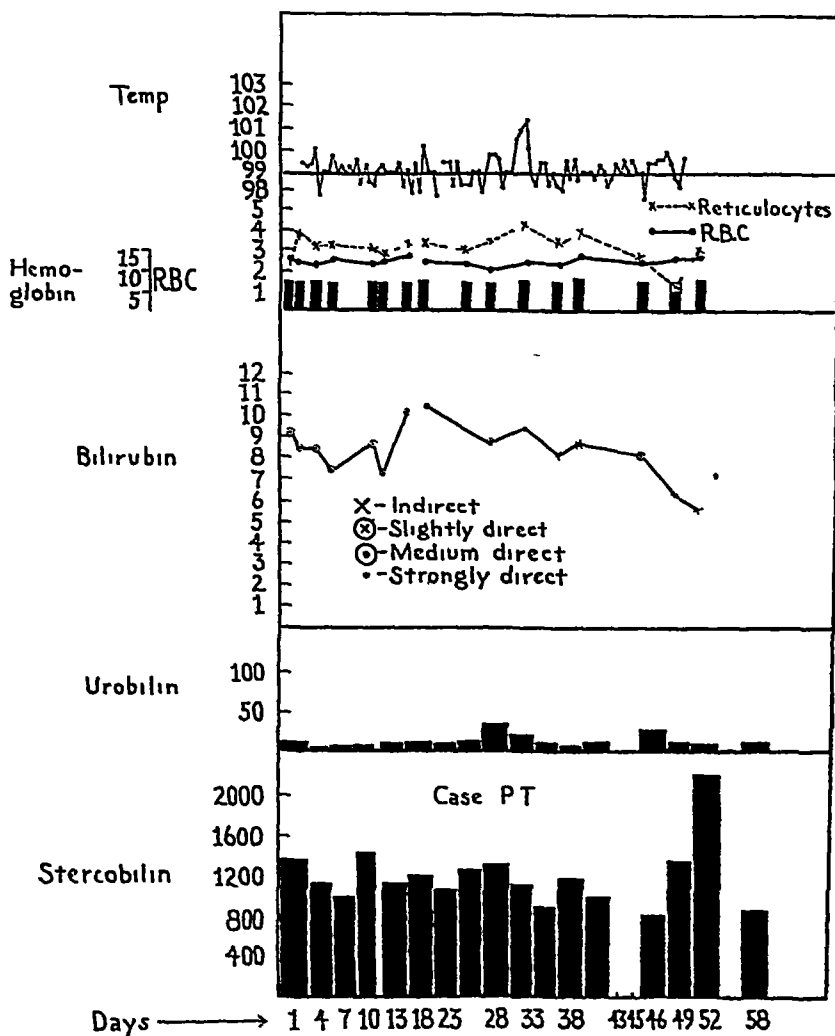 Temp
103
102
101
100
99
98
5
4
3
2
1
x----x Reticulocytes
•—• R.B.C
Hemo-
globin
15
10
5
RBC
Bilirubin
12
11
10
9
8
7
6
5
4
3
2
1
X - Indirect
ⓧ - Slightly direct
⊙ - Medium direct
• - Strongly direct
Urobilin
100
50
Case PT
Stercobilin
2000
1600
1200
800
400
Days → 1 4 7 10 13 18 23 28 33 38 43 45 46 49 52 58